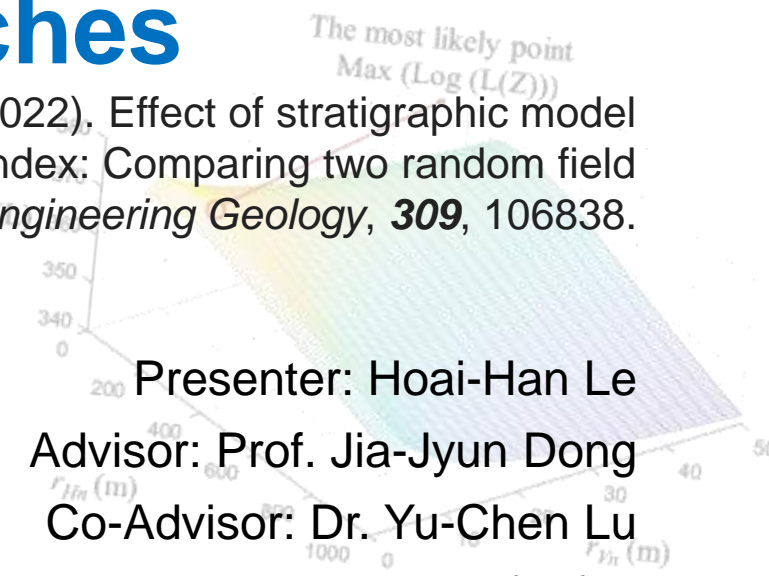 ches
The most likely point
Max (Log (L(Z)))
022). Effect of stratigraphic model
ndex: Comparing two random field
ngineering Geology, 309, 106838.
350
340
0
200
400
600
1000
0
30
40
r_Hn (m)
r_Vn (m)
Presenter: Hoai-Han Le
Advisor: Prof. Jia-Jyun Dong
Co-Advisor: Dr. Yu-Chen Lu